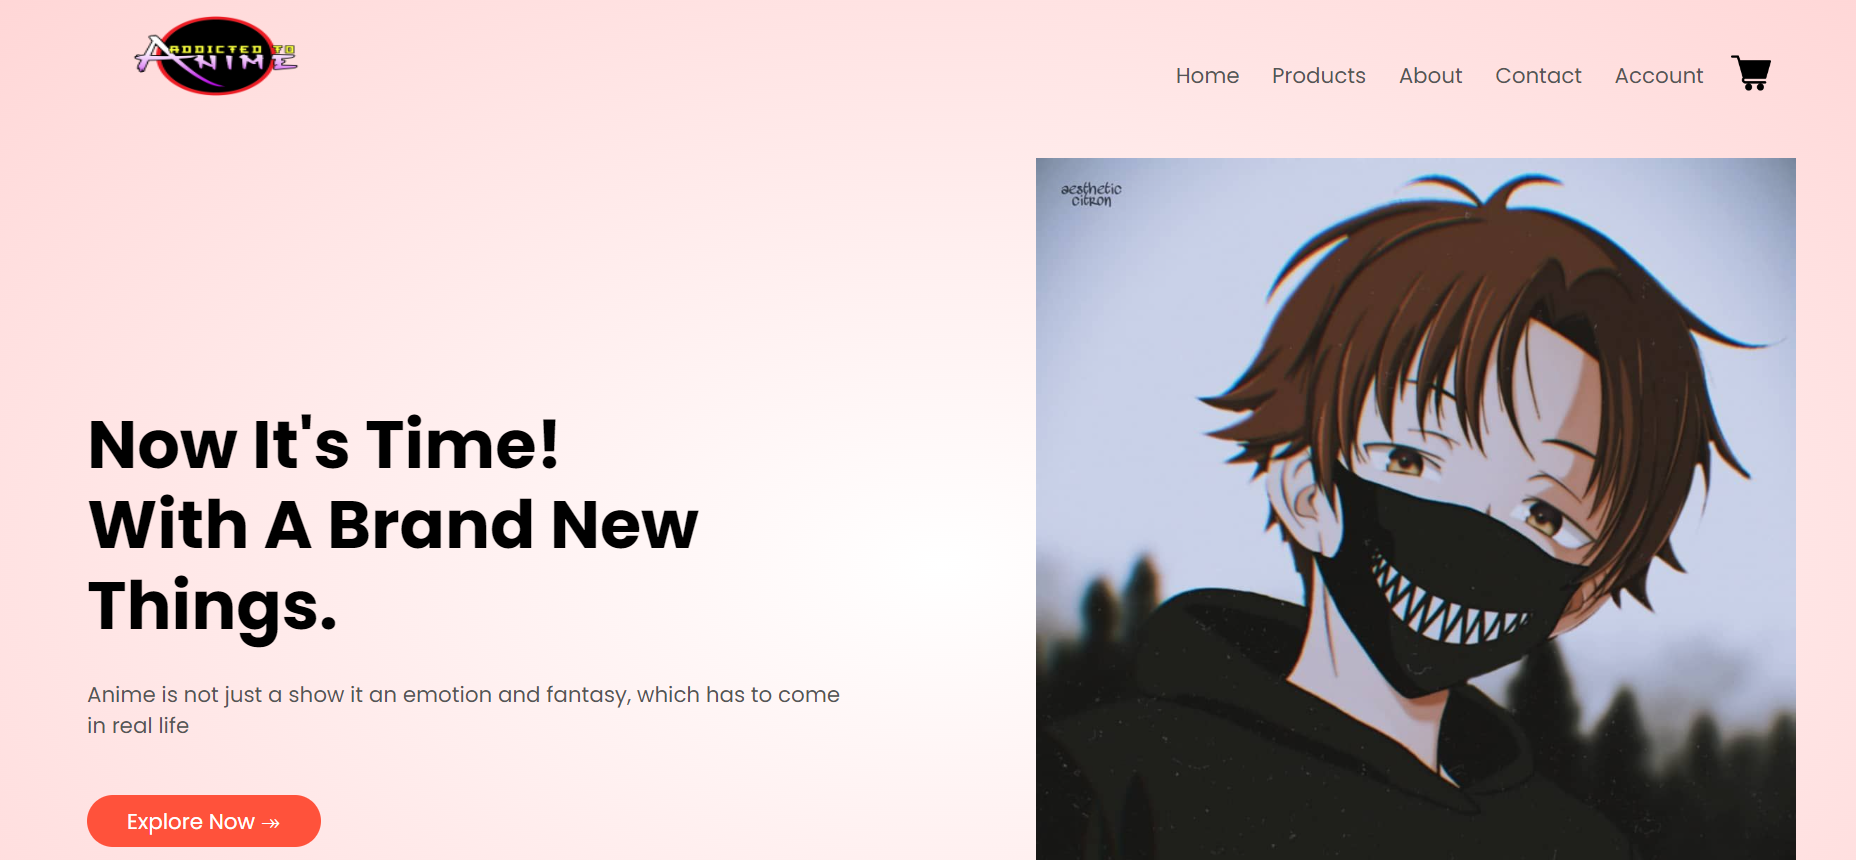 ADDICTED TO
ANIME
Home Products About Contact Account
aesthetic
citron
Now It's Time!
With A Brand New
Things.
Anime is not just a show it an emotion and fantasy, which has to come
in real life
Explore Now ↠